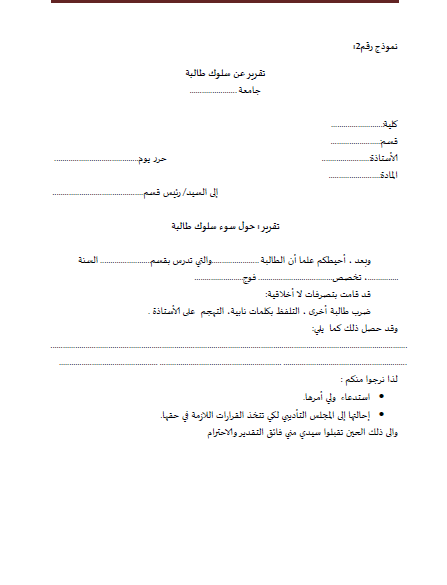 نموذج رقم2:
تقرير عن سلوك طالبة
جامعة ......................
كلية:........................
قسم:.......................
الأستاذة:...................... حرر يوم.......................................
المادة:........................
إلى السيد/ رئيس قسم...........................................
تقرير: حول سوء سلوك طالبة
وبعد ، أحيطكم علما أن الطالبة ......................والتي تدرس بقسم....................... السنة
..............، تخصص.................................. فوج.......................
قد قامت بتصرفات لا أخلاقية:
ضرب طالبة أخرى ، التلفظ بكلمات نابية، التهجم على الأستاذة .
وقد حصل ذلك كما يلي:
................................................................................................................................
......................................................... ......................................................... ..............................................
لذا نرجوا منكم :
• استدعاء ولي أمرها.
• إحالتها إلى المجلس التأديبي لكي تتخذ القرارات اللازمة في حقها.
والى ذلك الحين تقبلوا سيدي مني فائق التقدير والاحترام